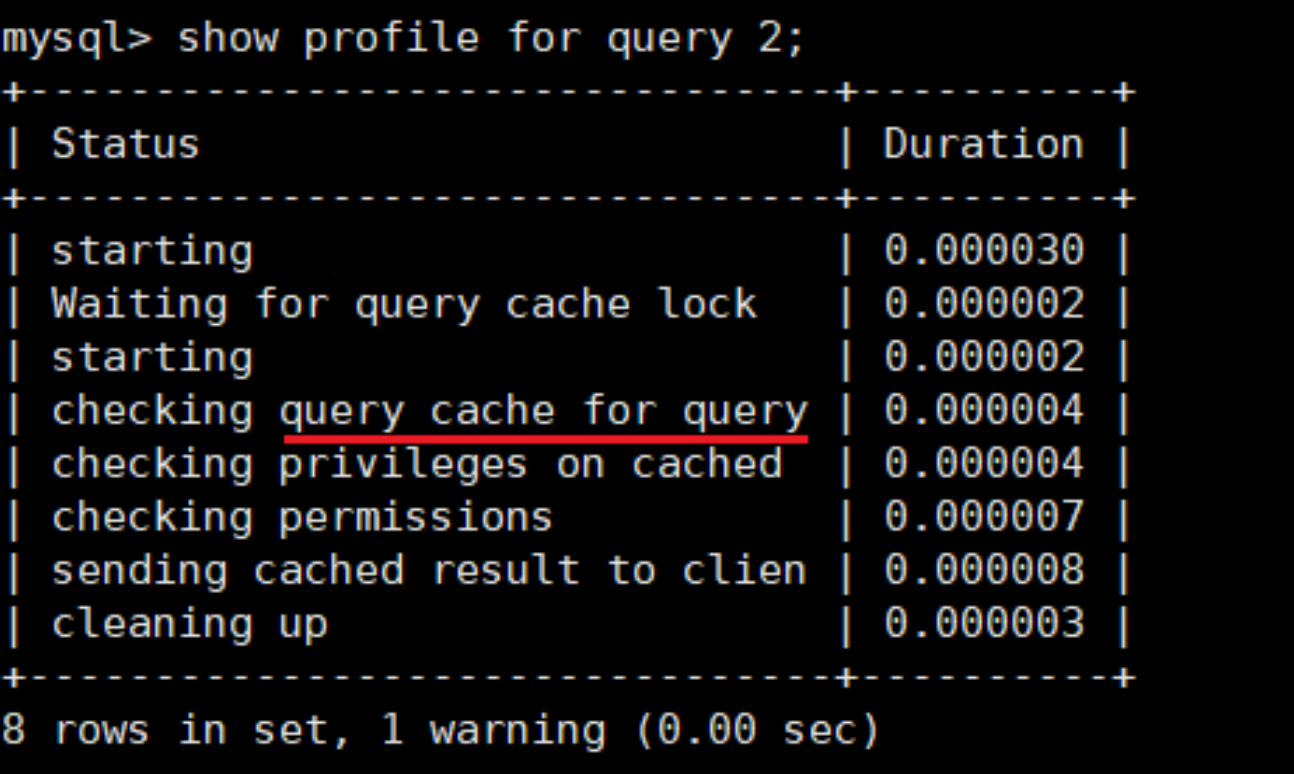 mysql> show profile for query 2;
+--------------------------------+----------+
| Status                         | Duration |
+--------------------------------+----------+
| starting                       | 0.000030 |
| Waiting for query cache lock   | 0.000002 |
| starting                       | 0.000002 |
| checking query cache for query | 0.000004 |
| checking privileges on cached  | 0.000004 |
| checking permissions           | 0.000007 |
| sending cached result to clien | 0.000008 |
| cleaning up                    | 0.000003 |
+--------------------------------+----------+
8 rows in set, 1 warning (0.00 sec)